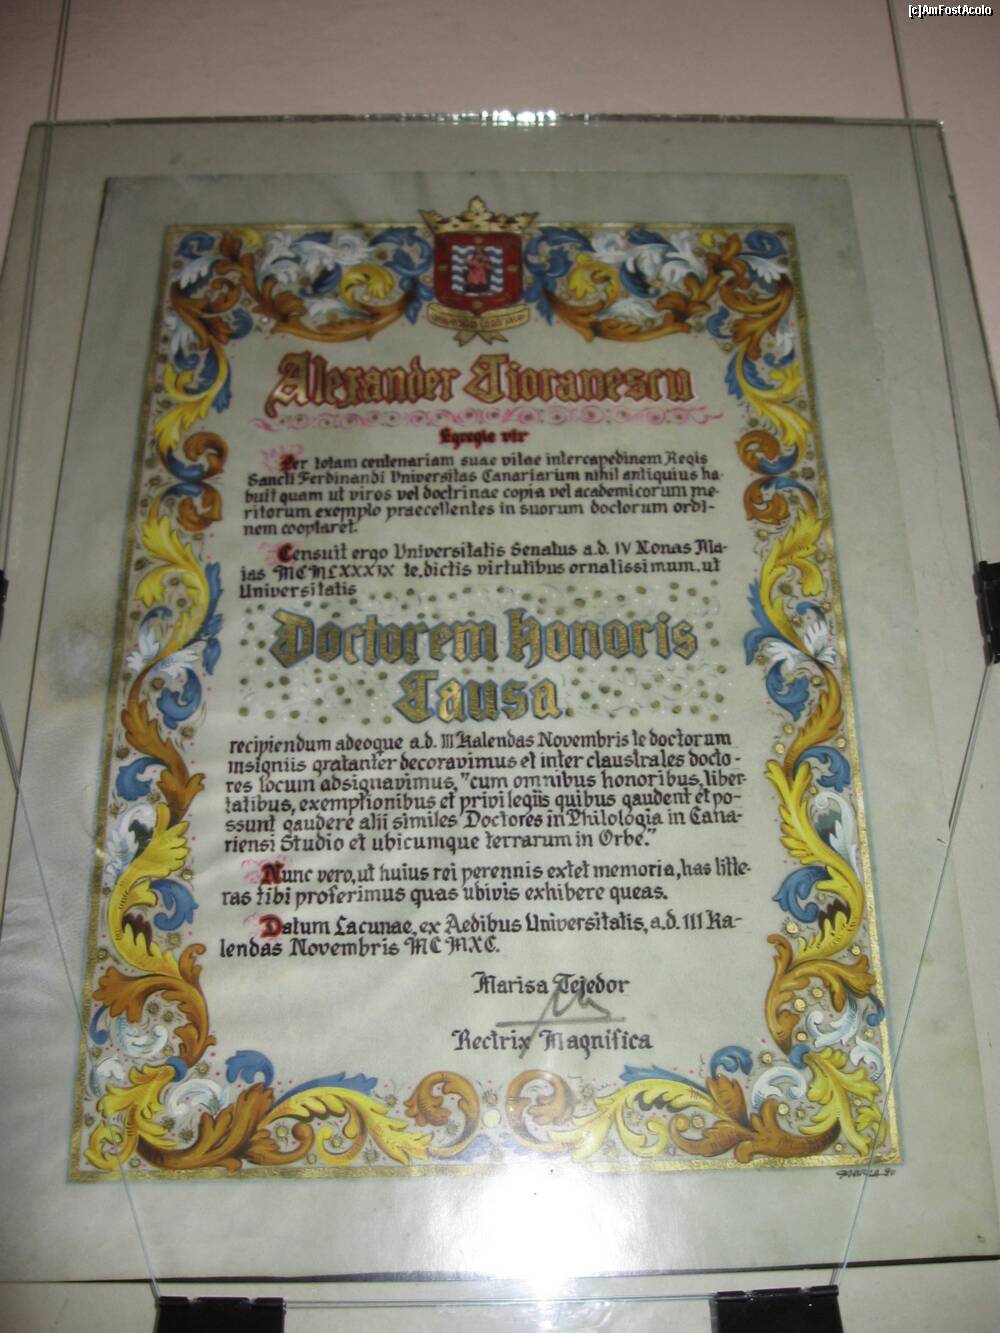 [c]AmFostAcolo
Alexander Cioranescu
Egregie vir
Per totam centenariam suae vitae intercapedinem Regis
Sancti Ferdinandi Universitas Canariarum nihil antiquius ha-
buit quam ut viros vel doctrinae copia vel academicorum me-
ritorum exemplo praecellentes in suorum doctorum ordi-
nem cooptaret.
Censuit ergo Universitatis Senatus a.d. IV Nonas Ma-
ias MCMLXXXIX te, dictis virtutibus ornatissimum, ut
Universitatis
Doctorem Honoris
Causa
recipiendum adeoque a.d. III Kalendas Novembris te doctorum
insigniis gratanter decoravimus et inter claustrales docto-
res locum adsignavimus, "cum omnibus honoribus, liber-
tatibus, exemptionibus et privilegiis quibus gaudent et po-
ssunt gaudere alii similes Doctores in Philologia in Cana-
riensi Studio et ubicumque terrarum in Orbe."
Nunc vero, ut huius rei perennis extet memoria, has litte-
ras tibi proferimus quas ubivis exhibere queas.
Datum Lacunae, ex Aedibus Universitatis, a.d. III Ka-
lendas Novembris MCMXC.
Marisa Tejedor
Rectrix Magnifica